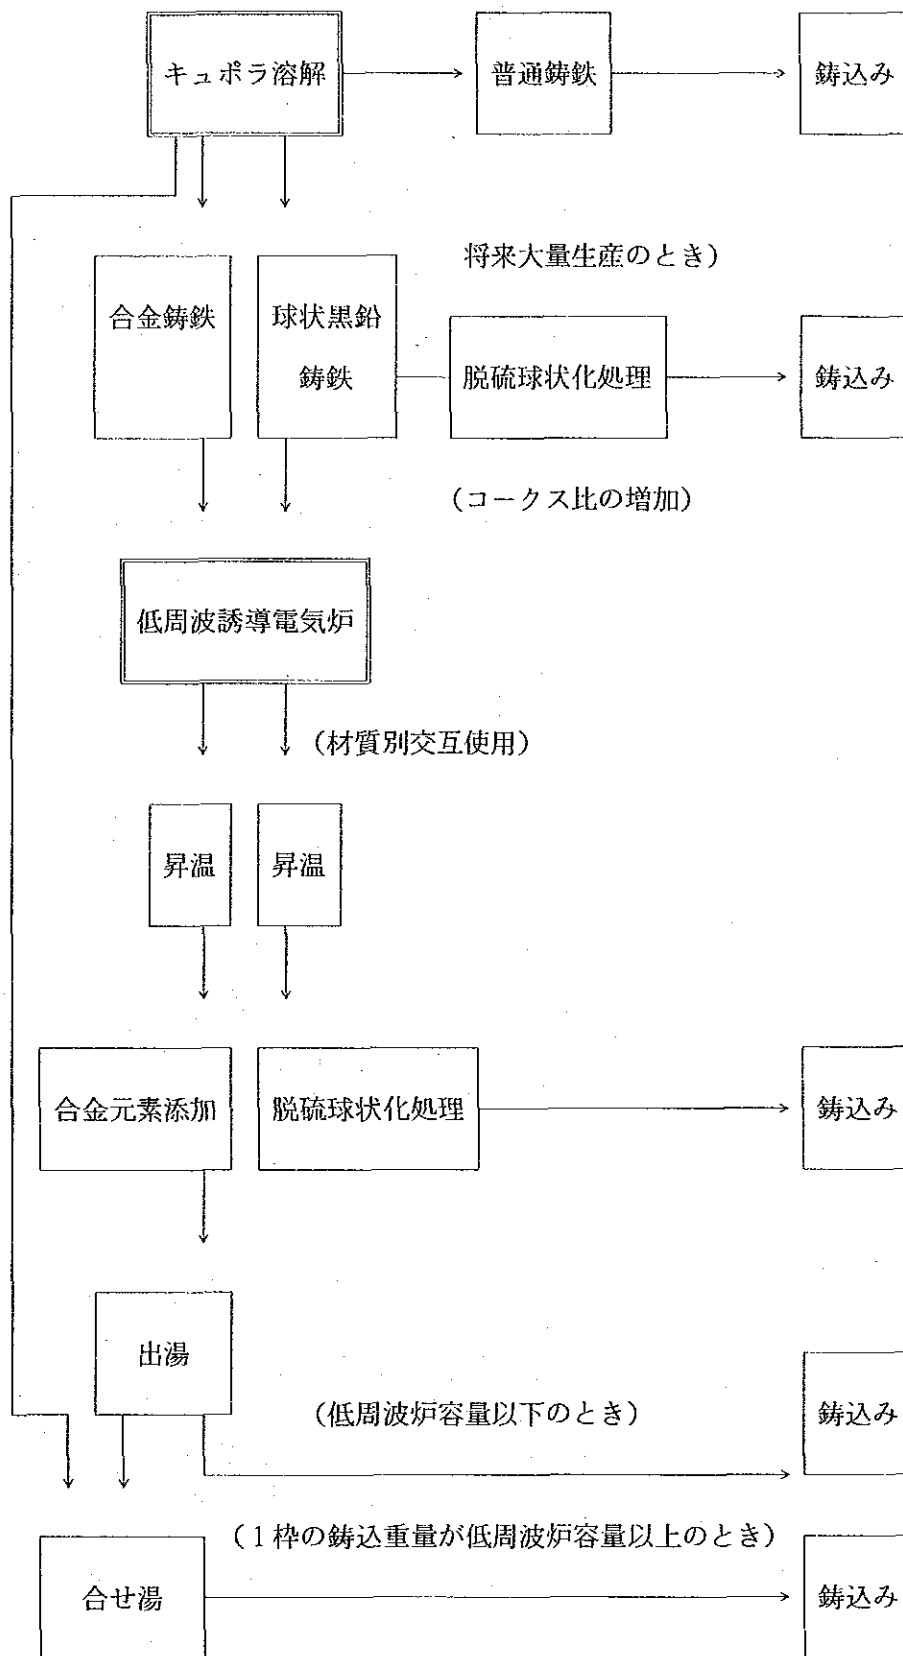 キュポラ溶解
普通鋳鉄
鋳込み
将来大量生産のとき)
合金鋳鉄
球状黒鉛
鋳鉄
脱硫球状化処理
鋳込み
(コークス比の増加)
低周波誘導電気炉
(材質別交互使用)
昇温
昇温
合金元素添加
脱硫球状化処理
鋳込み
出湯
(低周波炉容量以下のとき)
鋳込み
(1枠の鋳込重量が低周波炉容量以上のとき)
合せ湯
鋳込み